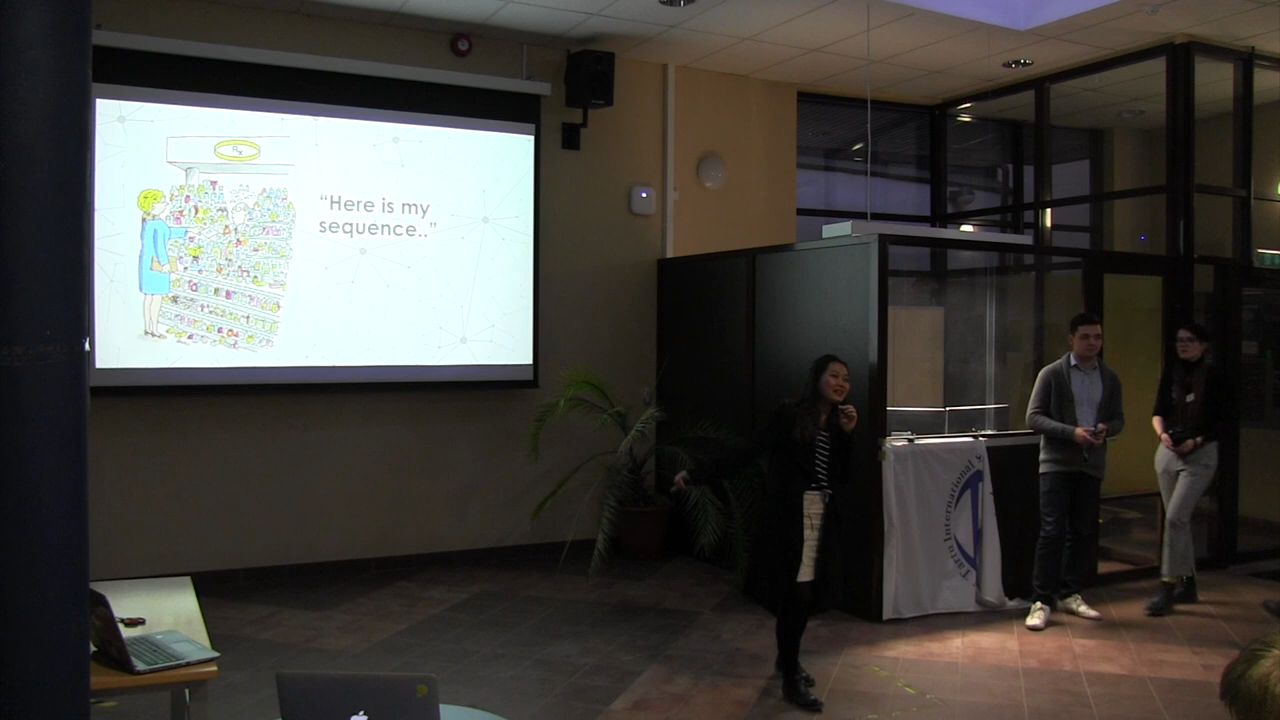 Rx
“Here is my
sequence..”
Tartu International S